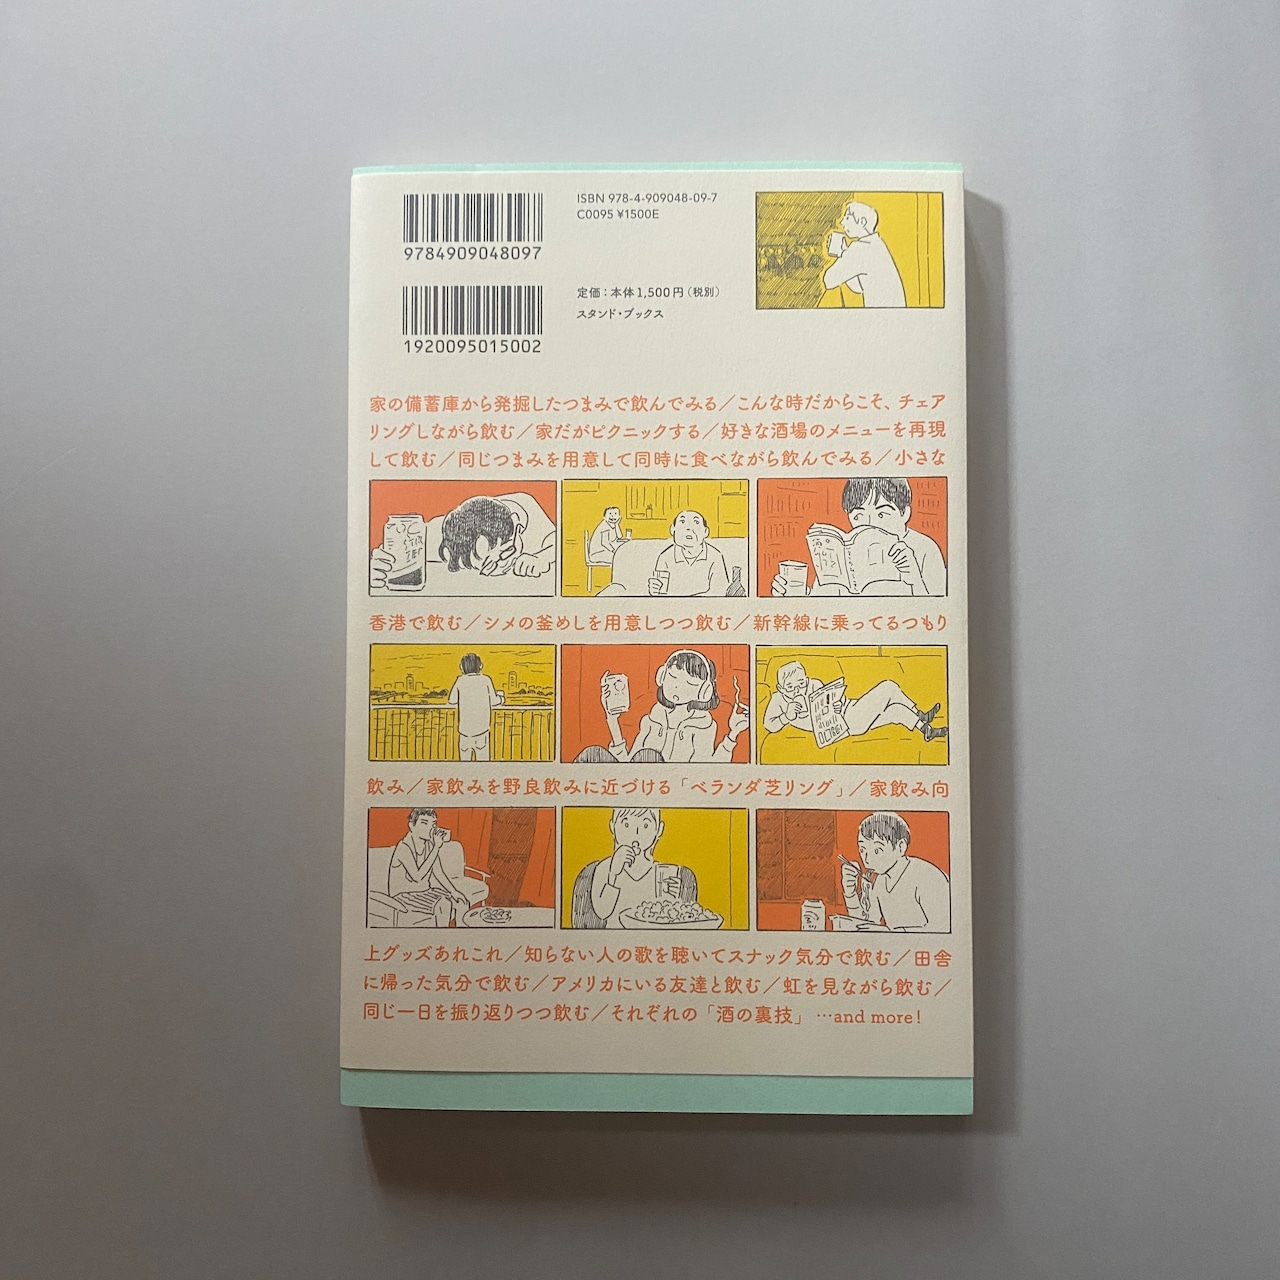 9784909048097
1920095015002
ISBN 978-4-909048-09-7
C0095 ¥1500E
定価：本体1,500円（税別）
スタンド・ブックス
家の備蓄庫から発掘したつまみで飲んでみる／こんな時だからこそ、チェア
リングしながら飲む／家だがピクニックする／好きな酒場のメニューを再現
して飲む／同じつまみを用意して同時に食べながら飲んでみる／小さな
香港で飲む／シメの釜めしを用意しつつ飲む／新幹線に乗ってるつもり
飲み／家飲みを野良飲みに近づける「ベランダ芝リング」／家飲み向
上グッズあれこれ／知らない人の歌を聴いてスナック気分で飲む／田舎
に帰った気分で飲む／アメリカにいる友達と飲む／虹を見ながら飲む／
同じ一日を振り返りつつ飲む／それぞれの「酒の裏技」…and more!